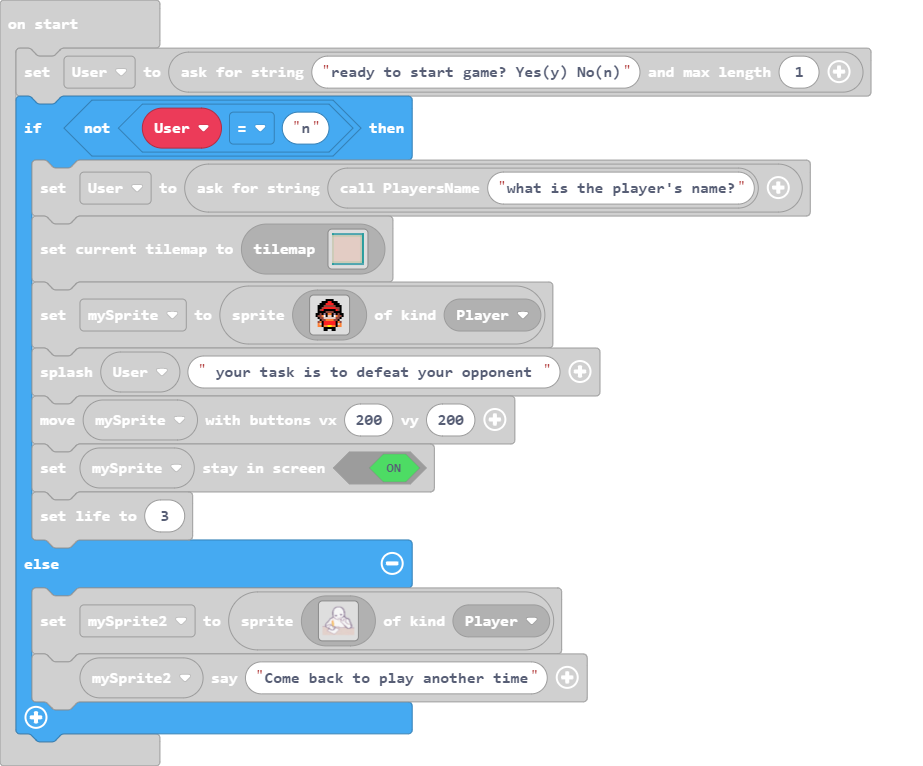 on start
set User to ask for string "ready to start game? Yes(y) No(n)" and max length 1
if not User = "n" then
set User to ask for string call PlayersName "what is the player's name?"
set current tilemap to tilemap
set mySprite to sprite of kind Player
splash User " your task is to defeat your opponent "
move mySprite with buttons vx 200 vy 200
set mySprite stay in screen ON
set life to 3
else
set mySprite2 to sprite of kind Player
mySprite2 say "Come back to play another time"